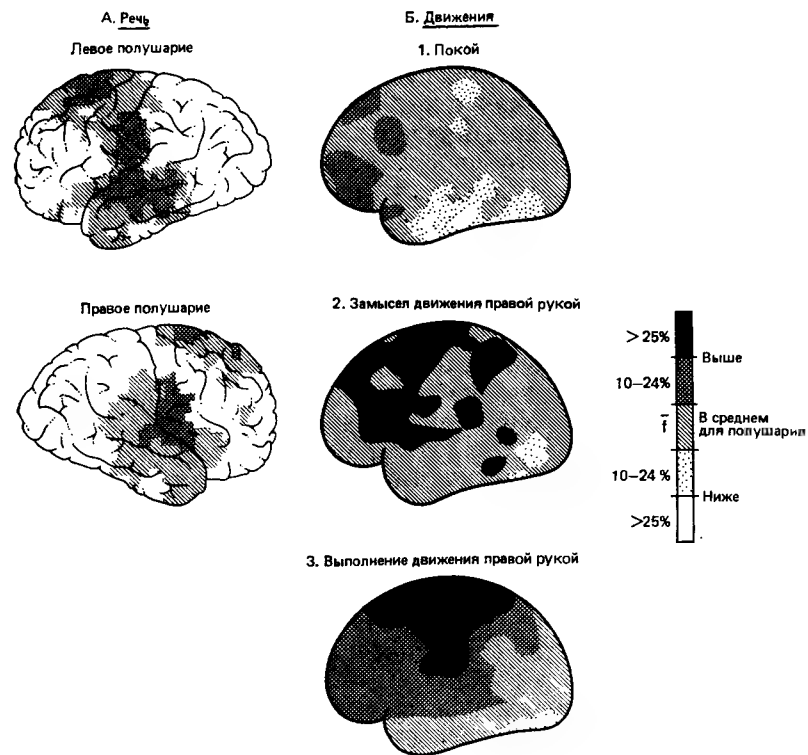 А. Речь
Левое полушарие
Б. Движения
1. Покой
Правое полушарие
2. Замысел движения правой рукой
3. Выполнение движения правой рукой
>25%
Выше
10–24%
f̄
В среднем
для полушария
10–24 %
Ниже
>25%